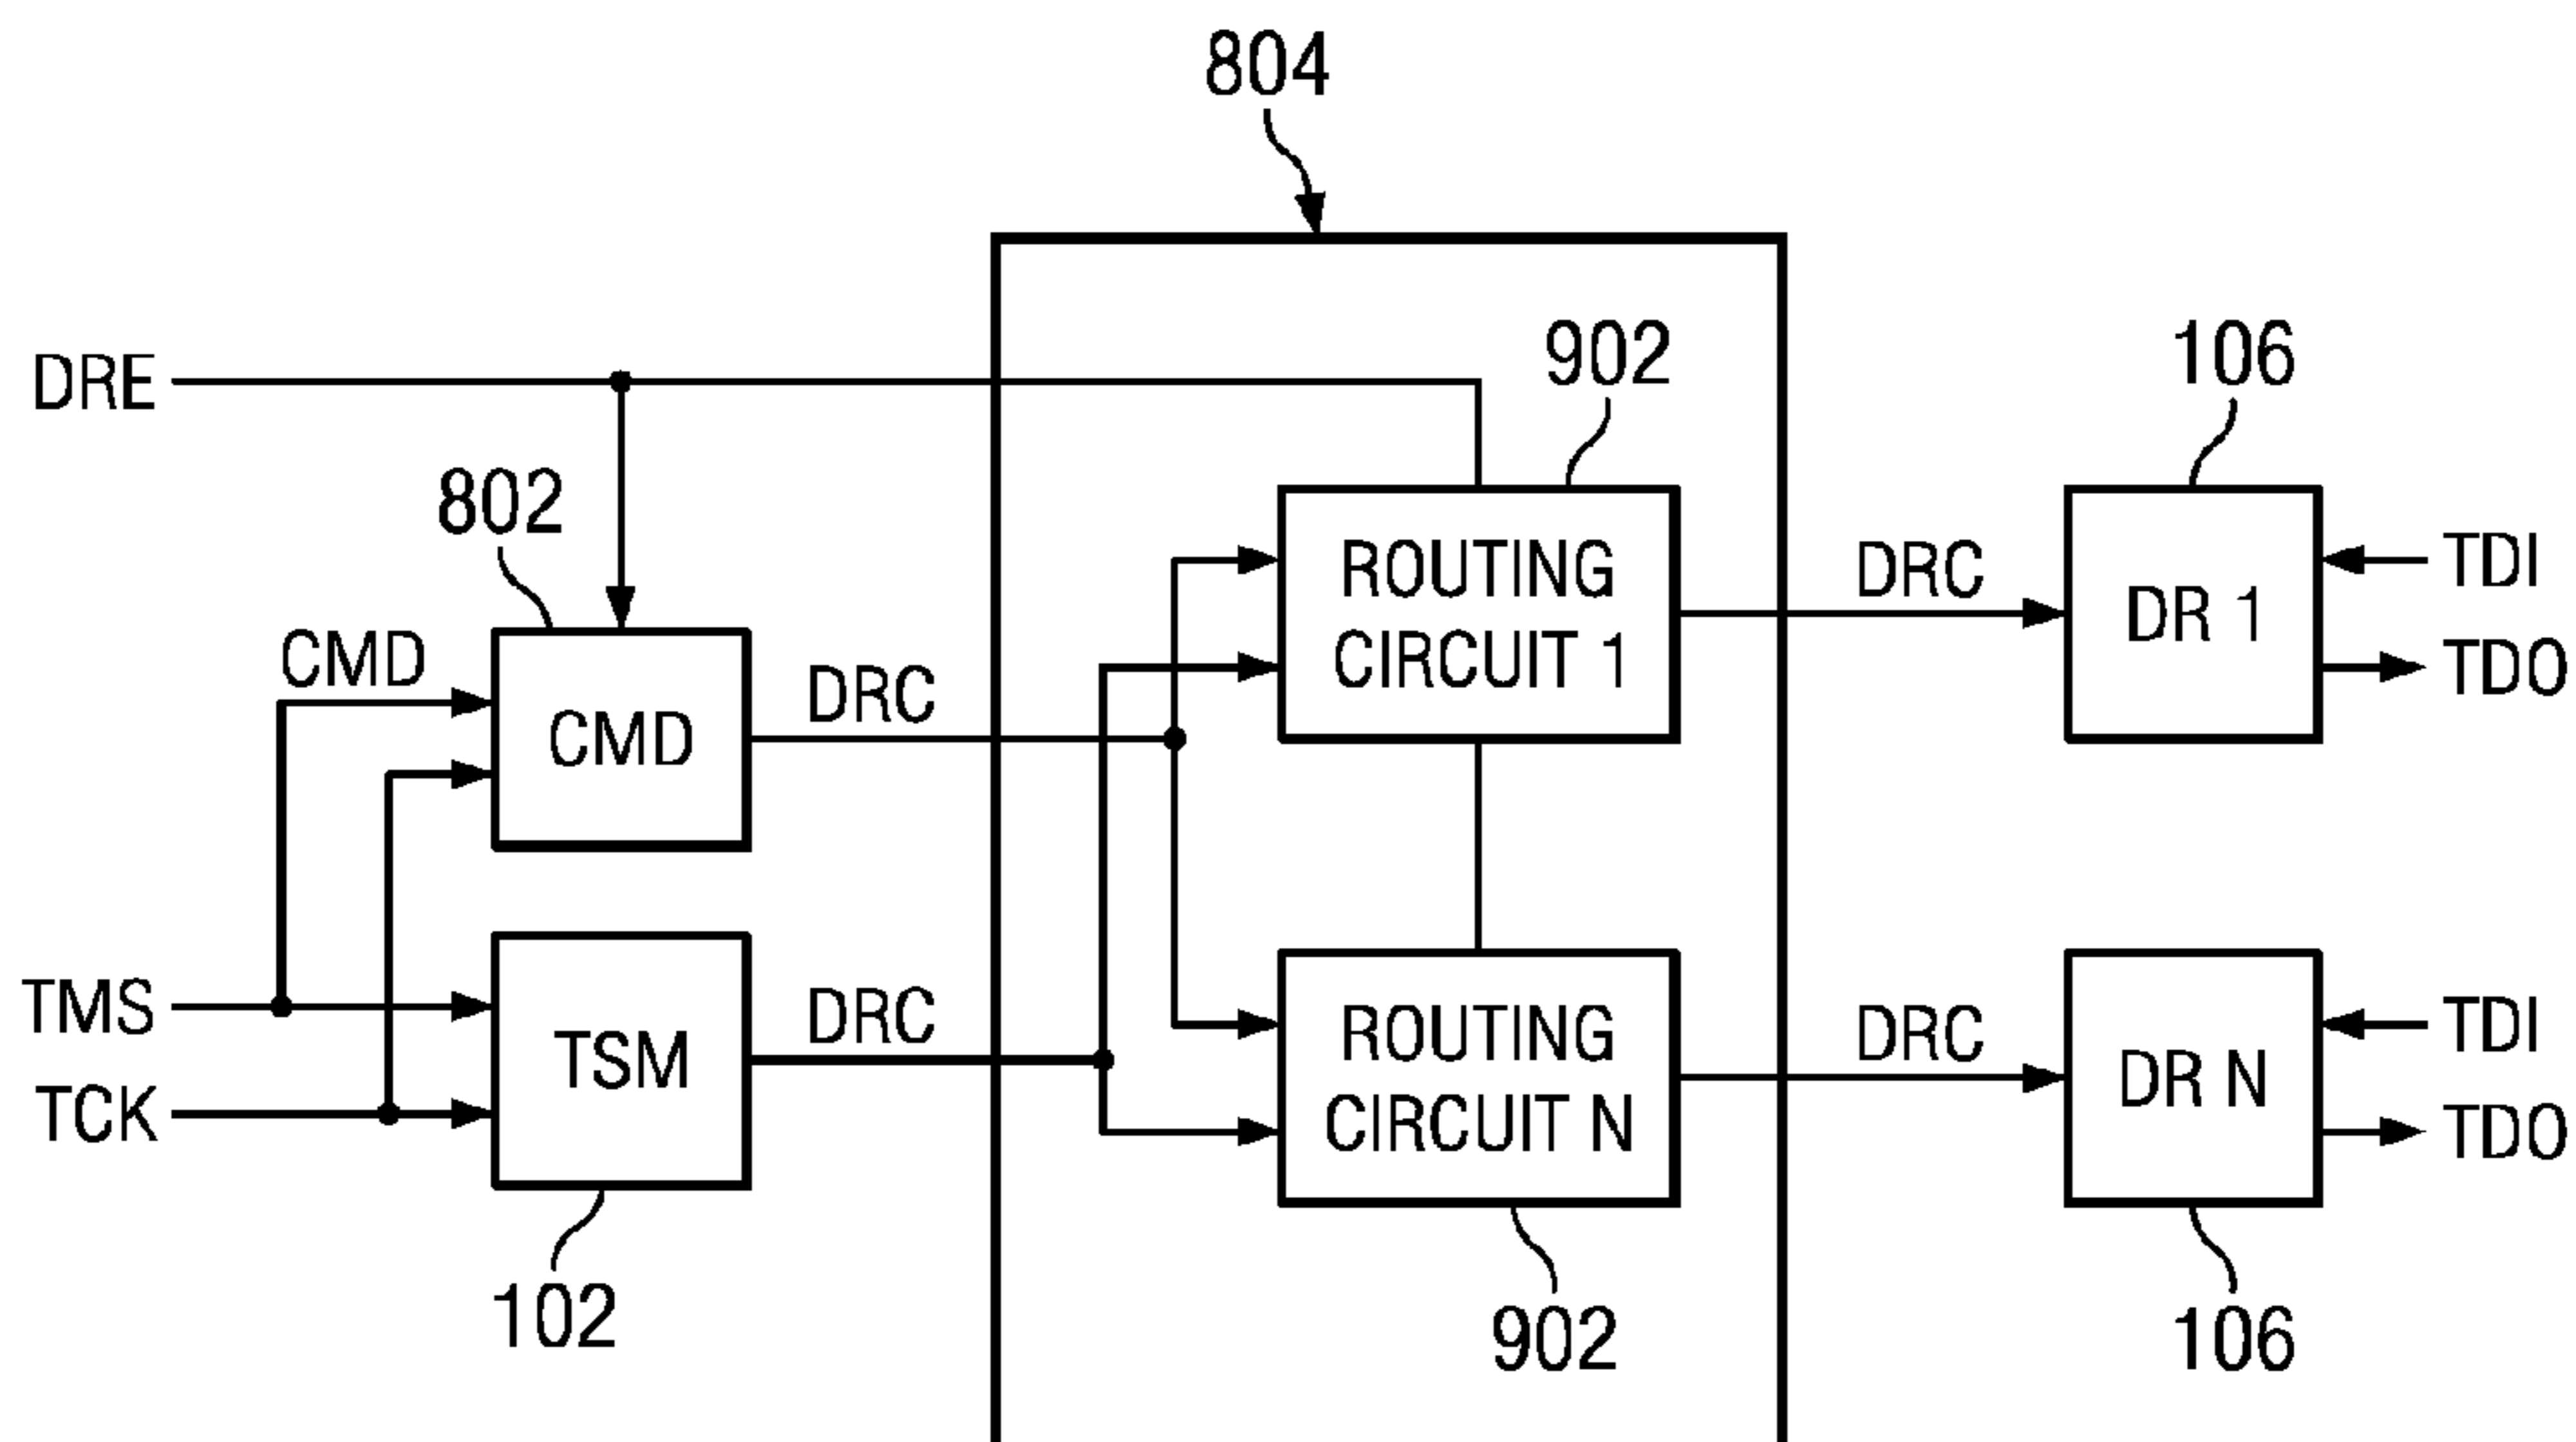 804
DRE
902
106
802
CMD
CMD
DRC
ROUTING
CIRCUIT 1
DRC
DR 1
TDI
TDO
TMS
TCK
TSM
DRC
ROUTING
CIRCUIT N
DRC
DR N
TDI
TDO
102
902
106